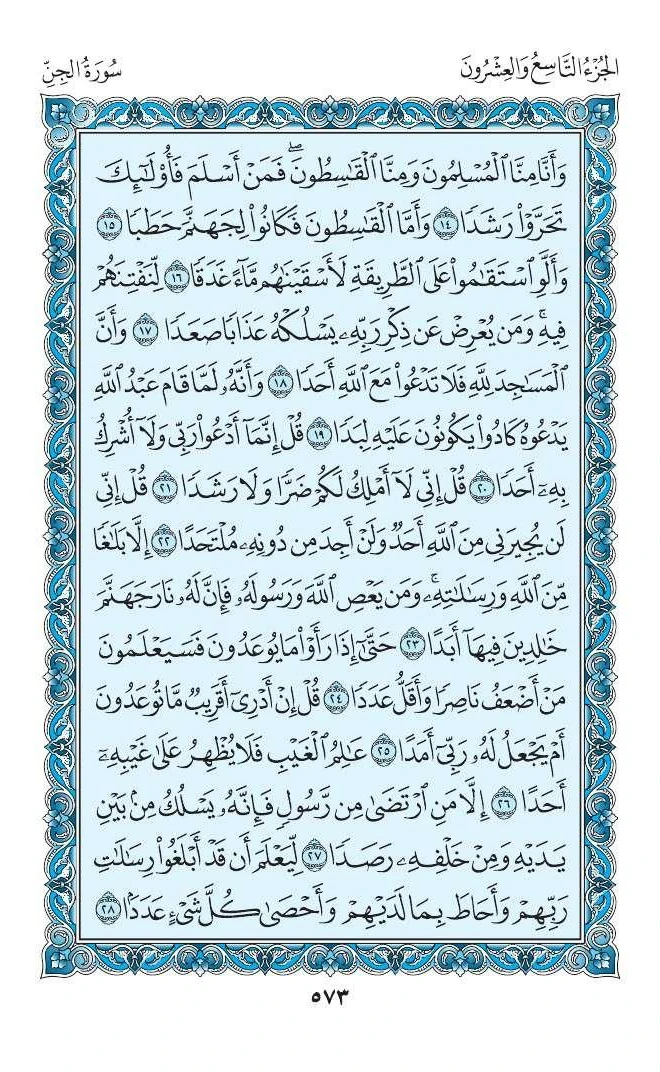 الجُزْءُ التَّاسِعُ وَالعِشْرُونَ
سُورَةُ الجِنِّ
وَأَنَّا مِنَّا ٱلْمُسْلِمُونَ وَمِنَّا ٱلْقَٰسِطُونَۖ فَمَنْ أَسْلَمَ فَأُو۟لَٰٓئِكَ
تَحَرَّوْا۟ رَشَدًا ١٤ وَأَمَّا ٱلْقَٰسِطُونَ فَكَانُوا۟ لِجَهَنَّمَ حَطَبًا ١٥
وَأَلَّوِ ٱسْتَقَٰمُوا۟ عَلَى ٱلطَّرِيقَةِ لَأَسْقَيْنَٰهُم مَّآءً غَدَقًا ١٦ لِّنَفْتِنَهُمْ
فِيهِۚ وَمَن يُعْرِضْ عَن ذِكْرِ رَبِّهِۦ يَسْلُكْهُ عَذَابًا صَعَدًا ١٧ وَأَنَّ
ٱلْمَسَٰجِدَ لِلَّهِ فَلَا تَدْعُوا۟ مَعَ ٱللَّهِ أَحَدًا ١٨ وَأَنَّهُۥ لَمَّا قَامَ عَبْدُ ٱللَّهِ
يَدْعُوهُ كَادُوا۟ يَكُونُونَ عَلَيْهِ لِبَدًا ١٩ قُلْ إِنَّمَآ أَدْعُوا۟ رَبِّى وَلَآ أُشْرِكُ
بِهِۦٓ أَحَدًا ٢٠ قُلْ إِنِّى لَآ أَمْلِكُ لَكُمْ ضَرًّا وَلَا رَشَدًا ٢١ قُلْ إِنِّى
لَن يُجِيرَنِى مِنَ ٱللَّهِ أَحَدٌ وَلَنْ أَجِدَ مِن دُونِهِۦ مُلْتَحَدًا ٢٢ إِلَّا بَلَٰغًا
مِّنَ ٱللَّهِ وَرِسَٰلَٰتِهِۦۚ وَمَن يَعْصِ ٱللَّهَ وَرَسُولَهُۥ فَإِنَّ لَهُۥ نَارَ جَهَنَّمَ
خَٰلِدِينَ فِيهَآ أَبَدًا ٢٣ حَتَّىٰٓ إِذَا رَأَوْا۟ مَا يُوعَدُونَ فَسَيَعْلَمُونَ
مَنْ أَضْعَفُ نَاصِرًا وَأَقَلُّ عَدَدًا ٢٤ قُلْ إِنْ أَدْرِىٓ أَقَرِيبٌ مَّا تُوعَدُونَ
أَمْ يَجْعَلُ لَهُۥ رَبِّىٓ أَمَدًا ٢٥ عَٰلِمُ ٱلْغَيْبِ فَلَا يُظْهِرُ عَلَىٰ غَيْبِهِۦٓ
أَحَدًا ٢٦ إِلَّا مَنِ ٱرْتَضَىٰ مِن رَّسُولٍ فَإِنَّهُۥ يَسْلُكُ مِنۢ بَيْنِ
يَدَيْهِ وَمِنْ خَلْفِهِۦ رَصَدًا ٢٧ لِّيَعْلَمَ أَن قَدْ أَبْلَغُوا۟ رِسَٰلَٰتِ
رَبِّهِمْ وَأَحَاطَ بِمَا لَدَيْهِمْ وَأَحْصَىٰ كُلَّ شَىْءٍ عَدَدًۢا ٢٨
٥٧٣